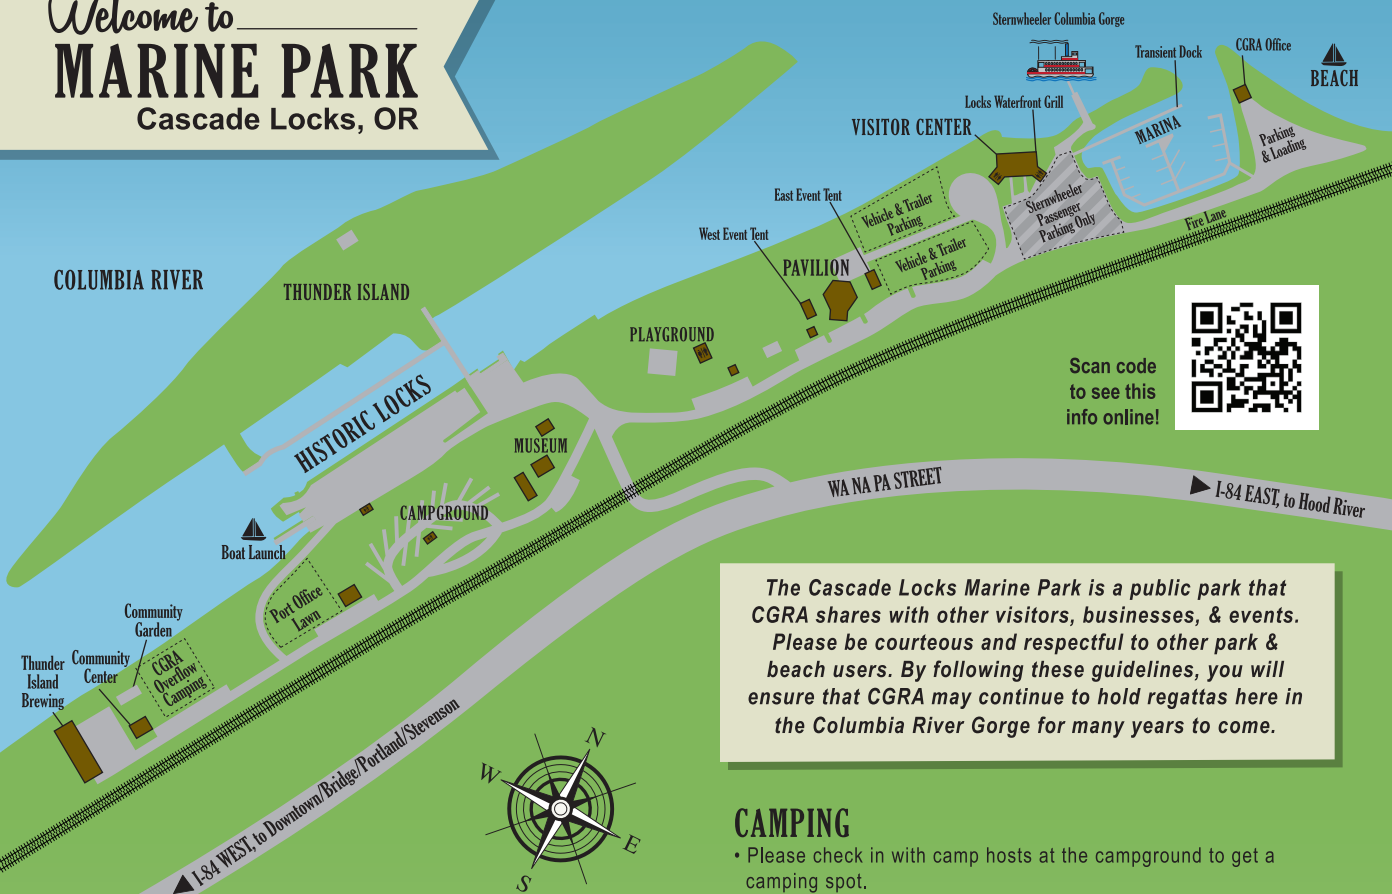 Welcome to
MARINE PARK
Cascade Locks, OR
Sternwheeler Columbia Gorge
Transient Dock
CGRA Office
BEACH
Locks Waterfront Grill
VISITOR CENTER
MARINA
Parking
& Loading
East Event Tent
Vehicle & Trailer
Parking
Sternwheeler
Passenger
Parking Only
Fire Lane
West Event Tent
PAVILION
Vehicle & Trailer
Parking
COLUMBIA RIVER
THUNDER ISLAND
PLAYGROUND
HISTORIC LOCKS
Scan code
to see this
info online!
MUSEUM
WA NA PA STREET
I-84 EAST, to Hood River
CAMPGROUND
Boat Launch
Port Office
Lawn
Community
Garden
Community
Center
Thunder
Island
Brewing
CGRA
Overflow
Camping
I-84 WEST, to Downtown/Bridge/Portland/Stevenson
N
W
E
S
The Cascade Locks Marine Park is a public park that
CGRA shares with other visitors, businesses, & events.
Please be courteous and respectful to other park &
beach users. By following these guidelines, you will
ensure that CGRA may continue to hold regattas here in
the Columbia River Gorge for many years to come.
CAMPING
• Please check in with camp hosts at the campground to get a
camping spot.